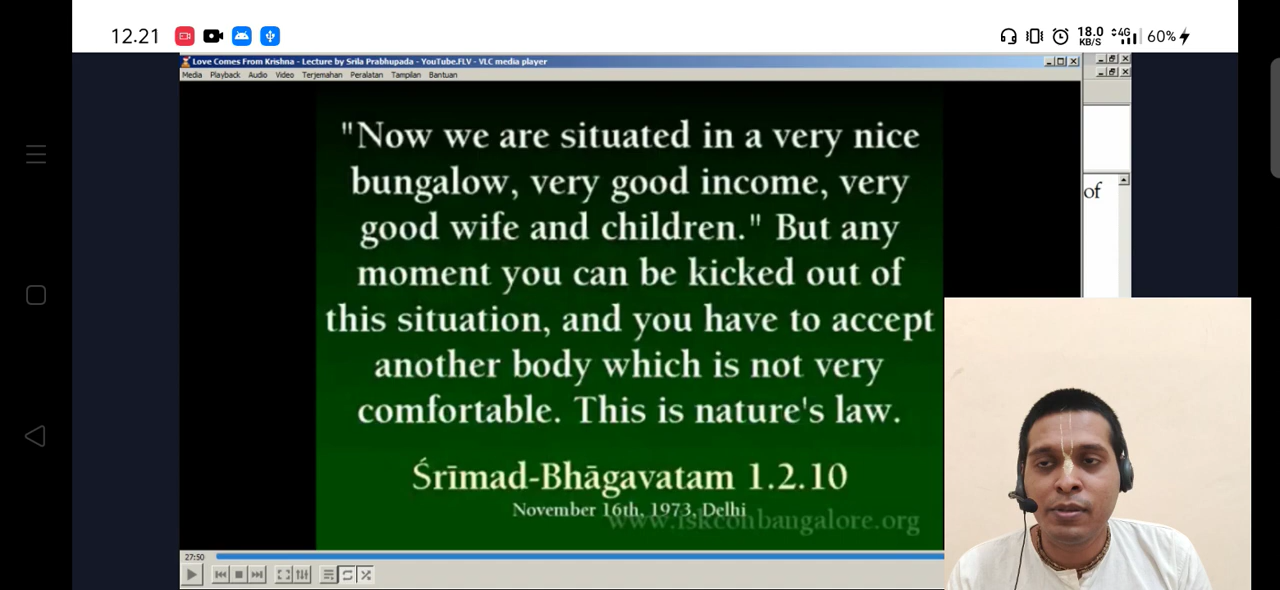 12.21
18.0
KB/S
4G
60%
Love Comes From Krishna - Lecture by Srila Prabhupada - YouTube.FLV - VLC media player
Media Playback Audio Video Terjemahan Peralatan Tampilan Bantuan
"Now we are situated in a very nice
bungalow, very good income, very
good wife and children." But any
moment you can be kicked out of
this situation, and you have to accept
another body which is not very
comfortable. This is nature's law.
of
Śrīmad-Bhāgavatam 1.2.10
November 16th, 1973, Delhi
www.iskconbangalore.org
27:50